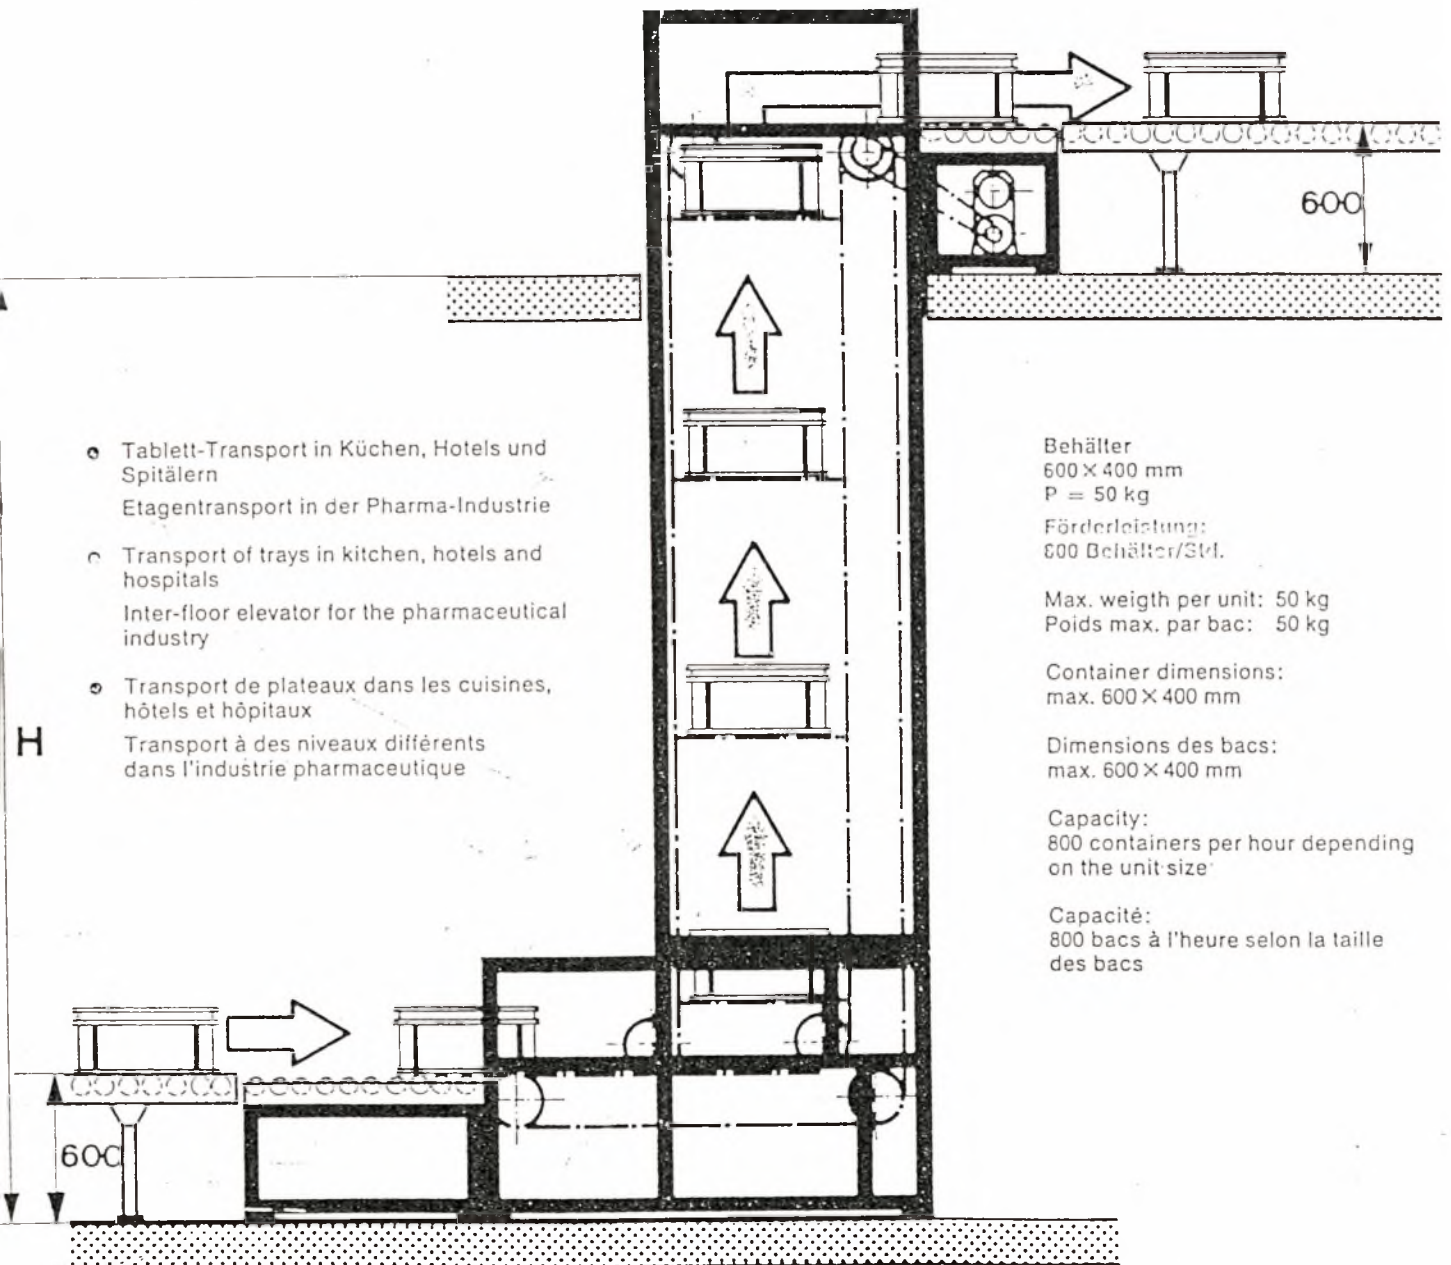 600
Tablett-Transport in Küchen, Hotels und
Spitälern
Etagentransport in der Pharma-Industrie
Transport of trays in kitchen, hotels and
hospitals
Inter-floor elevator for the pharmaceutical
industry
Transport de plateaux dans les cuisines,
hôtels et hôpitaux
Transport à des niveaux différents
dans l'industrie pharmaceutique
H
600
Behälter
600 × 400 mm
P = 50 kg
Förderleistung:
800 Behälter/Std.
Max. weigth per unit: 50 kg
Poids max. par bac: 50 kg
Container dimensions:
max. 600 × 400 mm
Dimensions des bacs:
max. 600 × 400 mm
Capacity:
800 containers per hour depending
on the unit size
Capacité:
800 bacs à l'heure selon la taille
des bacs